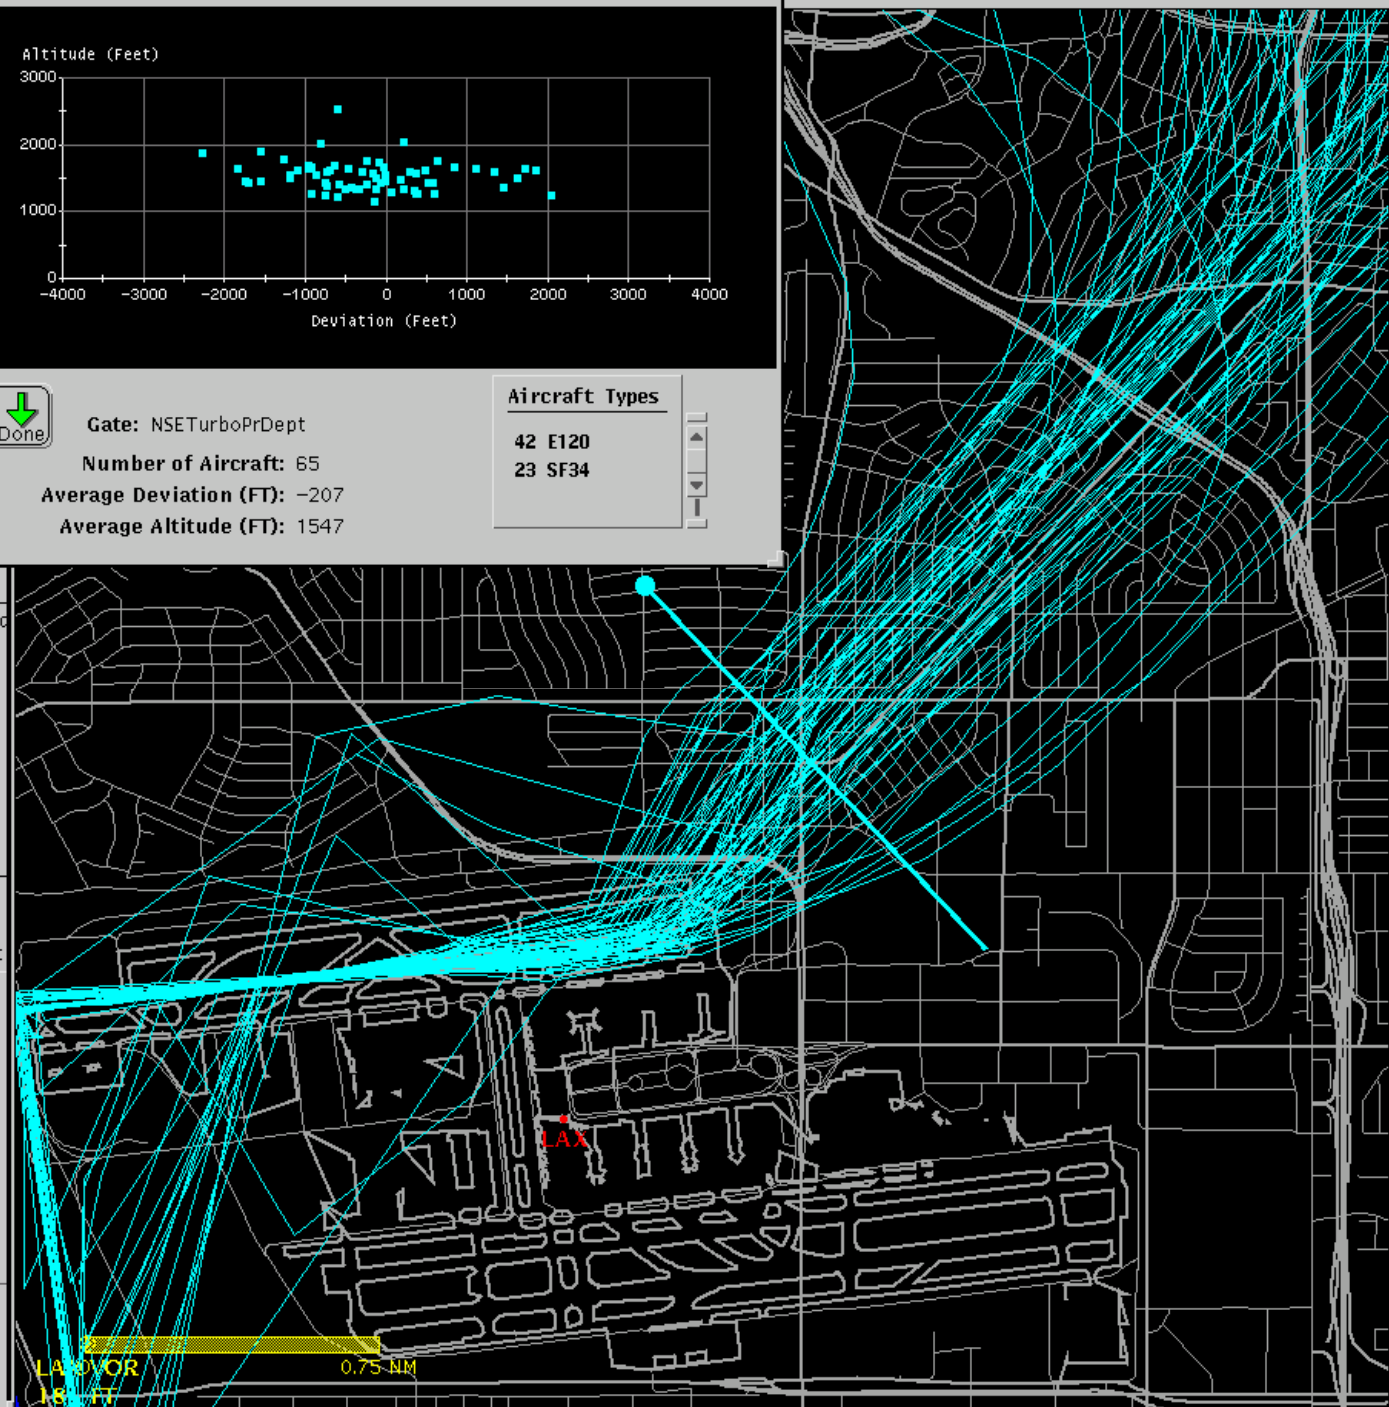 Altitude (Feet)
3000
2000
1000
0
-4000 -3000 -2000 -1000 0 1000 2000 3000 4000
Deviation (Feet)
Done
Gate: NSETurboPrDept
Number of Aircraft: 65
Average Deviation (FT): -207
Average Altitude (FT): 1547
Aircraft Types
42 E120
23 SF34
LAX
0.75 NM
VOR
FT